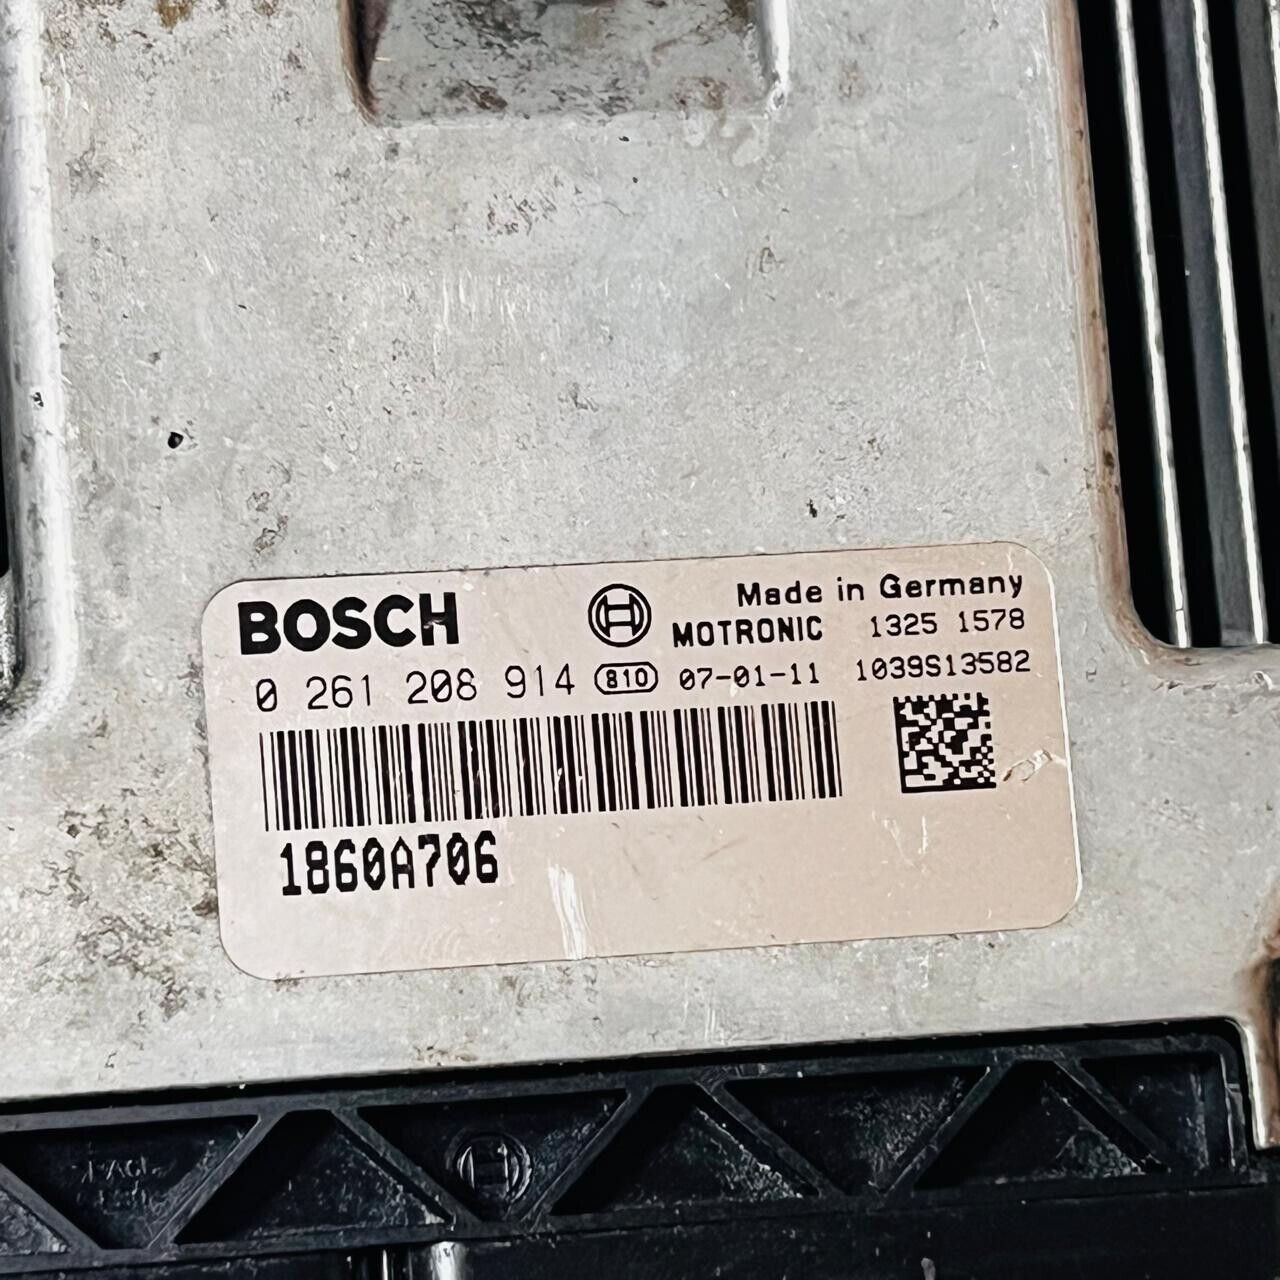 BOSCH Made in Germany
MOTRONIC 1325 1578
0 261 208 914 810 07-01-11 1039S13582
1860A706